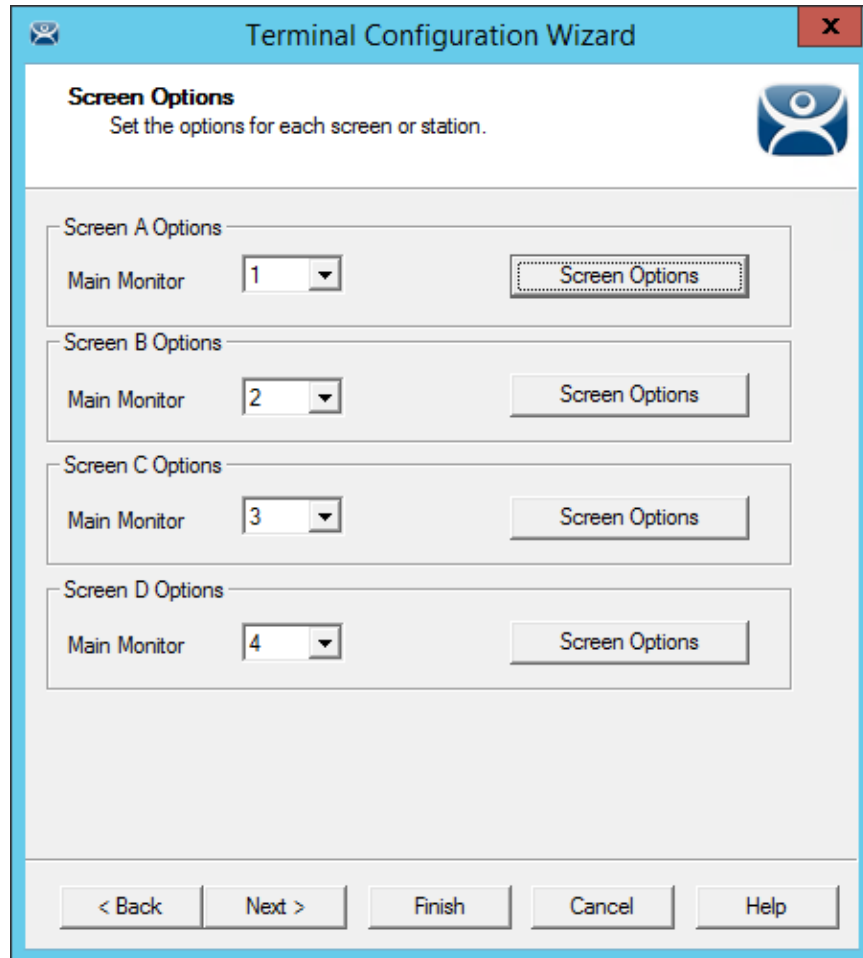 Terminal Configuration Wizard
x
Screen Options
Set the options for each screen or station.
Screen A Options
Main Monitor 1 Screen Options
Screen B Options
Main Monitor 2 Screen Options
Screen C Options
Main Monitor 3 Screen Options
Screen D Options
Main Monitor 4 Screen Options
< Back Next > Finish Cancel Help